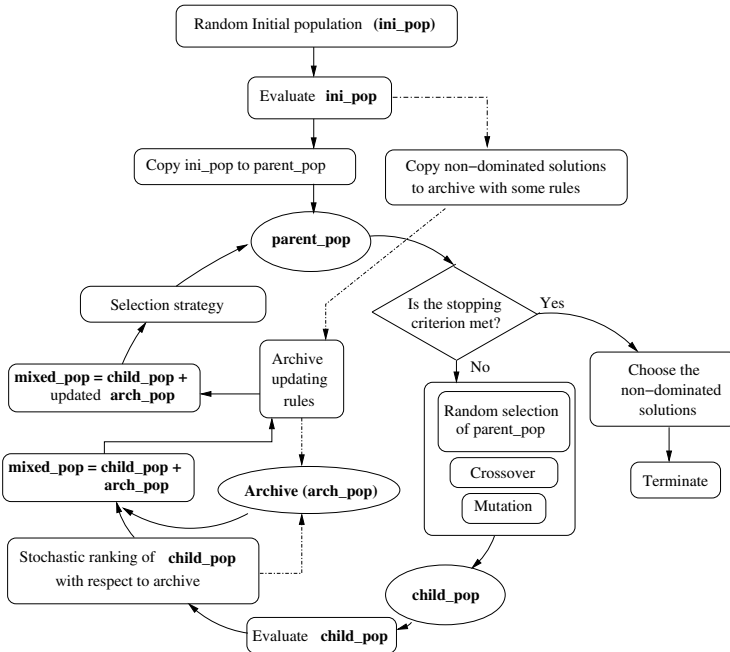 Random Initial population (ini_pop)
Evaluate ini_pop
Copy ini_pop to parent_pop
Copy non−dominated solutions
to archive with some rules
parent_pop
Selection strategy
Is the stopping
criterion met?
Yes
No
mixed_pop = child_pop +
updated arch_pop
Archive
updating
rules
Choose the
non−dominated
solutions
Random selection
of parent_pop
Crossover
Mutation
Terminate
mixed_pop = child_pop +
arch_pop
Archive (arch_pop)
Stochastic ranking of child_pop
with respect to archive
child_pop
Evaluate child_pop